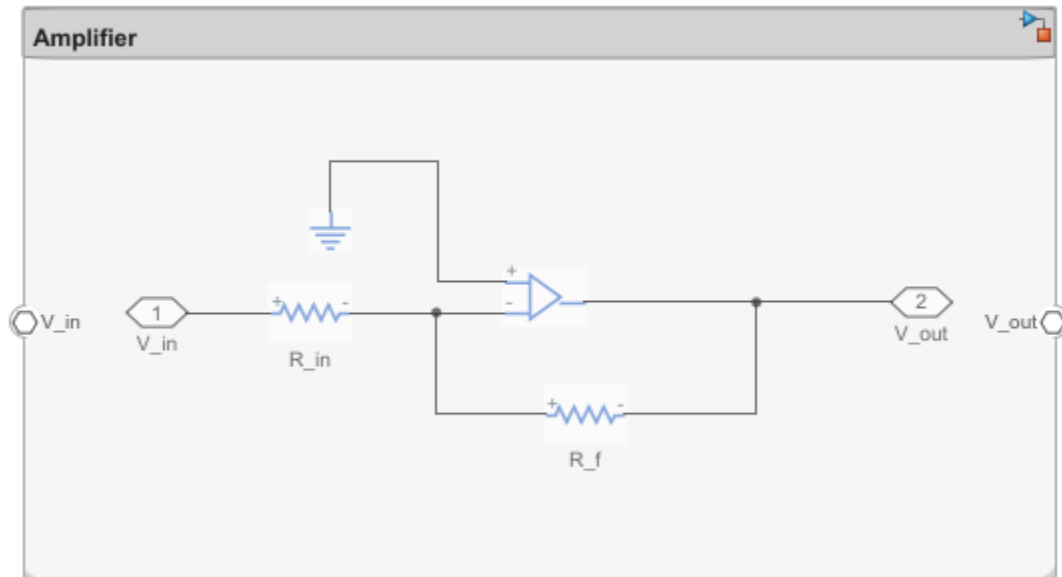 Amplifier
+
-
+ -
1
V_in
V_in
R_in
2
V_out
V_out
+ -
R_f